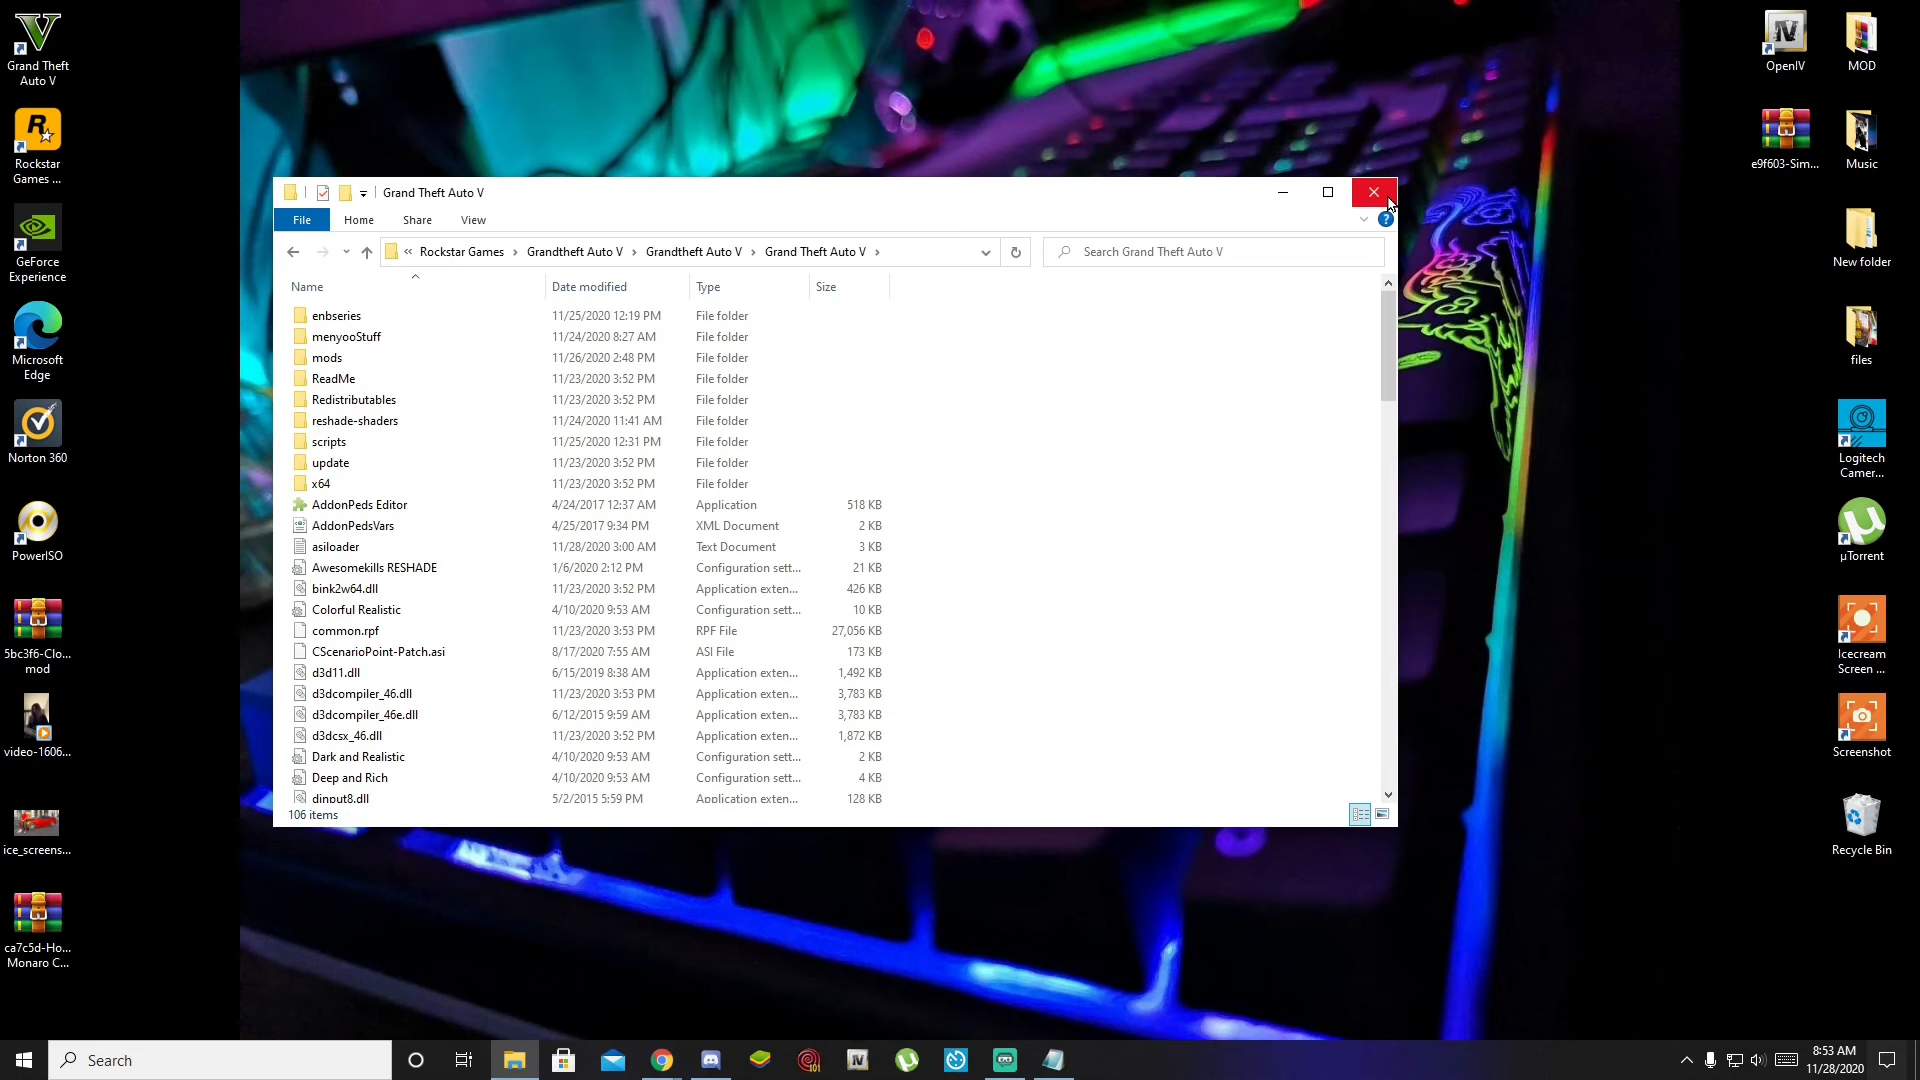 Grand Theft
Auto V
Rockstar
Games ...
GeForce
Experience
Microsoft
Edge
Norton 360
PowerISO
5bc3f6-Clo...
mod
video-1606...
ice_screens...
ca7c5d-Ho...
Monaro C...
OpenIV
MOD
e9f603-Sim...
Music
New folder
files
Logitech
Camer...
µTorrent
Icecream
Screen ...
Screenshot
Recycle Bin
Grand Theft Auto V
File Home Share View
« Rockstar Games › Grandtheft Auto V › Grandtheft Auto V › Grand Theft Auto V ›
Search Grand Theft Auto V
Name Date modified Type Size
enbseries 11/25/2020 12:19 PM File folder
menyooStuff 11/24/2020 8:27 AM File folder
mods 11/26/2020 2:48 PM File folder
ReadMe 11/23/2020 3:52 PM File folder
Redistributables 11/23/2020 3:52 PM File folder
reshade-shaders 11/24/2020 11:41 AM File folder
scripts 11/25/2020 12:31 PM File folder
update 11/23/2020 3:52 PM File folder
x64 11/23/2020 3:52 PM File folder
AddonPeds Editor 4/24/2017 12:37 AM Application 518 KB
AddonPedsVars 4/25/2017 9:34 PM XML Document 2 KB
asiloader 11/28/2020 3:00 AM Text Document 3 KB
Awesomekills RESHADE 1/6/2020 2:12 PM Configuration sett... 21 KB
bink2w64.dll 11/23/2020 3:52 PM Application exten... 426 KB
Colorful Realistic 4/10/2020 9:53 AM Configuration sett... 10 KB
common.rpf 11/23/2020 3:53 PM RPF File 27,056 KB
CScenarioPoint-Patch.asi 8/17/2020 7:55 AM ASI File 173 KB
d3d11.dll 6/15/2019 8:38 AM Application exten... 1,492 KB
d3dcompiler_46.dll 11/23/2020 3:53 PM Application exten... 3,783 KB
d3dcompiler_46e.dll 6/12/2015 9:59 AM Application exten... 3,783 KB
d3dcsx_46.dll 11/23/2020 3:52 PM Application exten... 1,872 KB
Dark and Realistic 4/10/2020 9:53 AM Configuration sett... 2 KB
Deep and Rich 4/10/2020 9:53 AM Configuration sett... 4 KB
dinput8.dll 5/2/2015 5:59 PM Application exten... 128 KB
106 items
Search
8:53 AM
11/28/2020